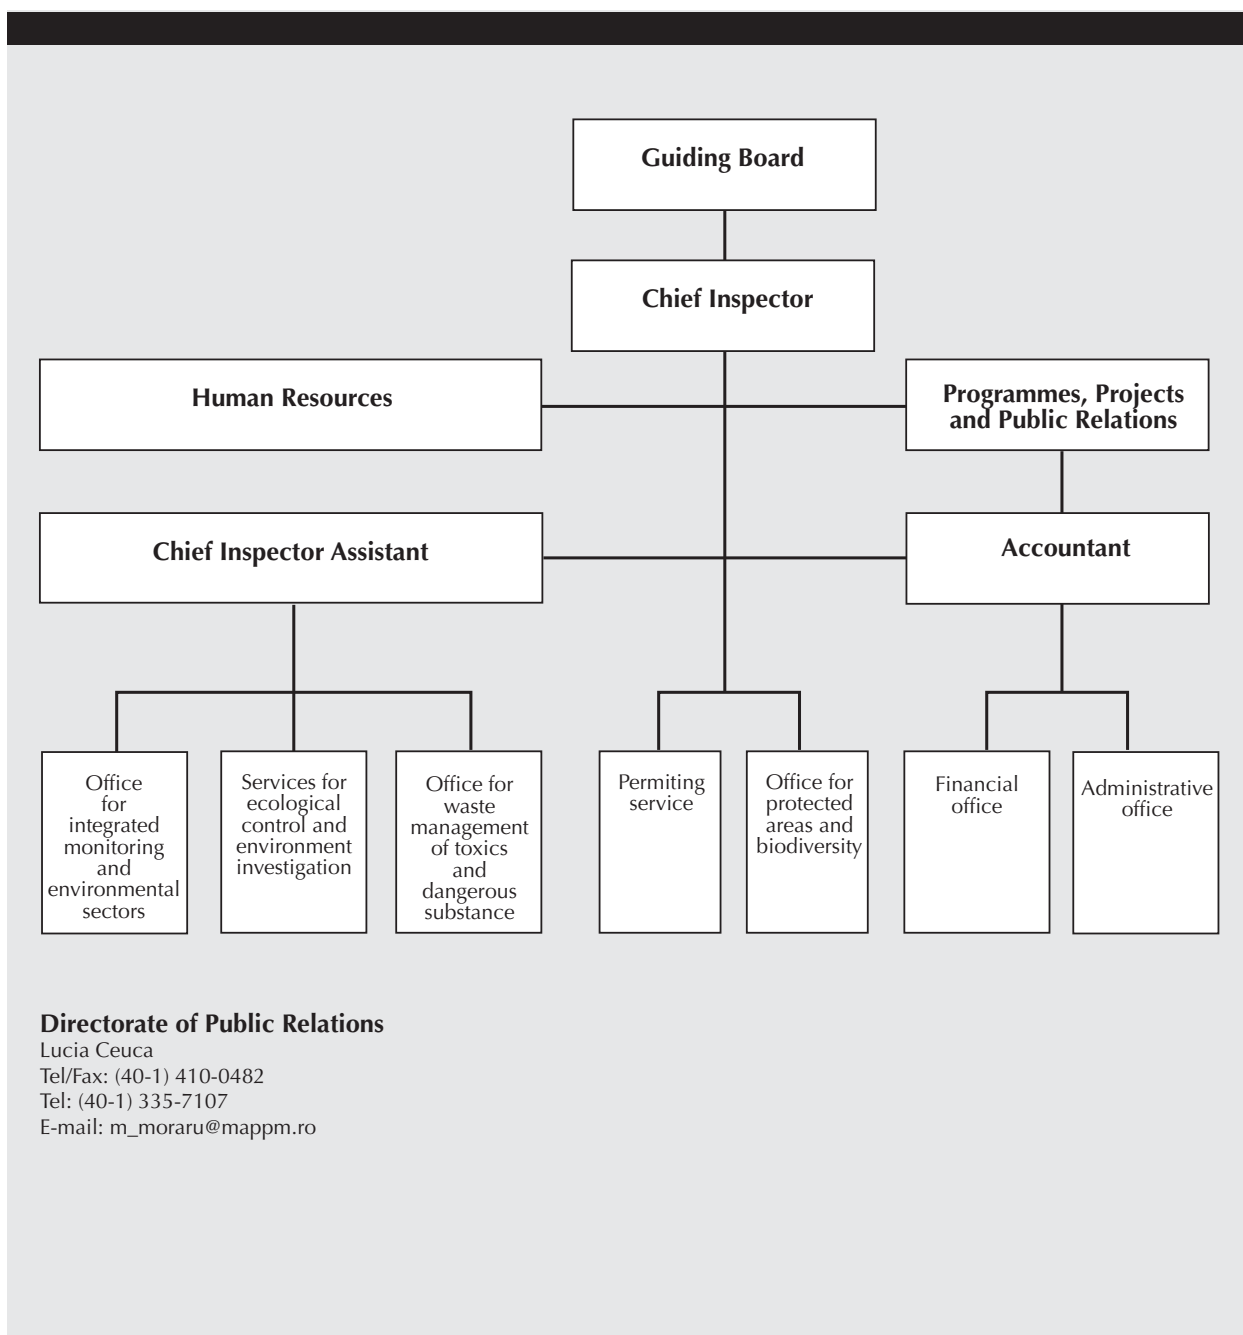 Guiding Board
Chief Inspector
Human Resources
Programmes, Projects
and Public Relations
Chief Inspector Assistant
Accountant
Office
for
integrated
monitoring
and
environmental
sectors
Services for
ecological
control and
environment
investigation
Office for
waste
management
of toxics
and
dangerous
substance
Permiting
service
Office for
protected
areas and
biodiversity
Financial
office
Administrative
office
Directorate of Public Relations
Lucia Ceuca
Tel/Fax: (40-1) 410-0482
Tel: (40-1) 335-7107
E-mail: m_moraru@mappm.ro